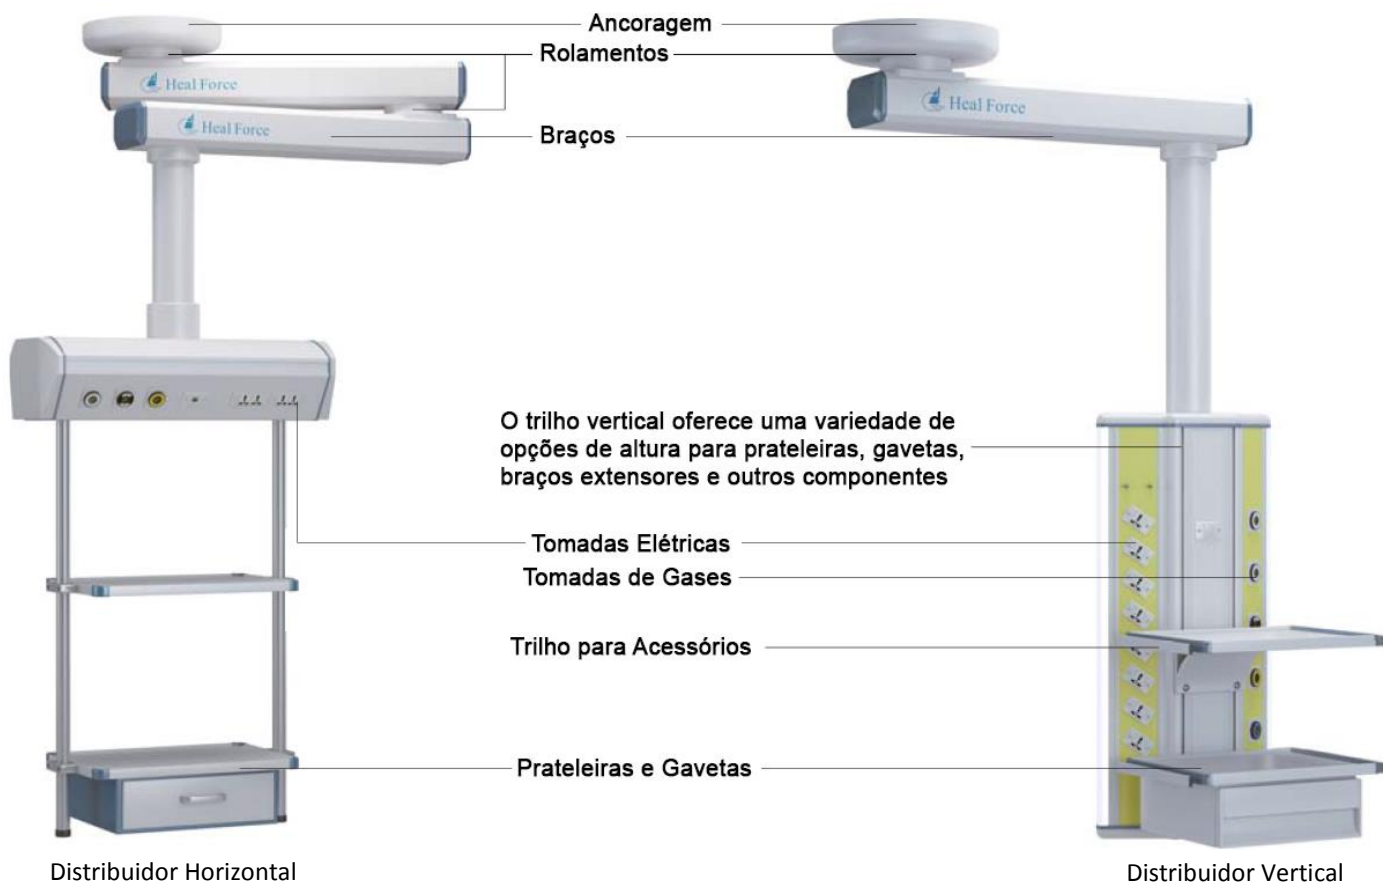 Ancoragem
Rolamentos
Heal Force
Heal Force
Heal Force
Braços
O trilho vertical oferece uma variedade de
opções de altura para prateleiras, gavetas,
braços extensores e outros componentes
Tomadas Elétricas
Tomadas de Gases
Trilho para Acessórios
Prateleiras e Gavetas
Distribuidor Horizontal
Distribuidor Vertical